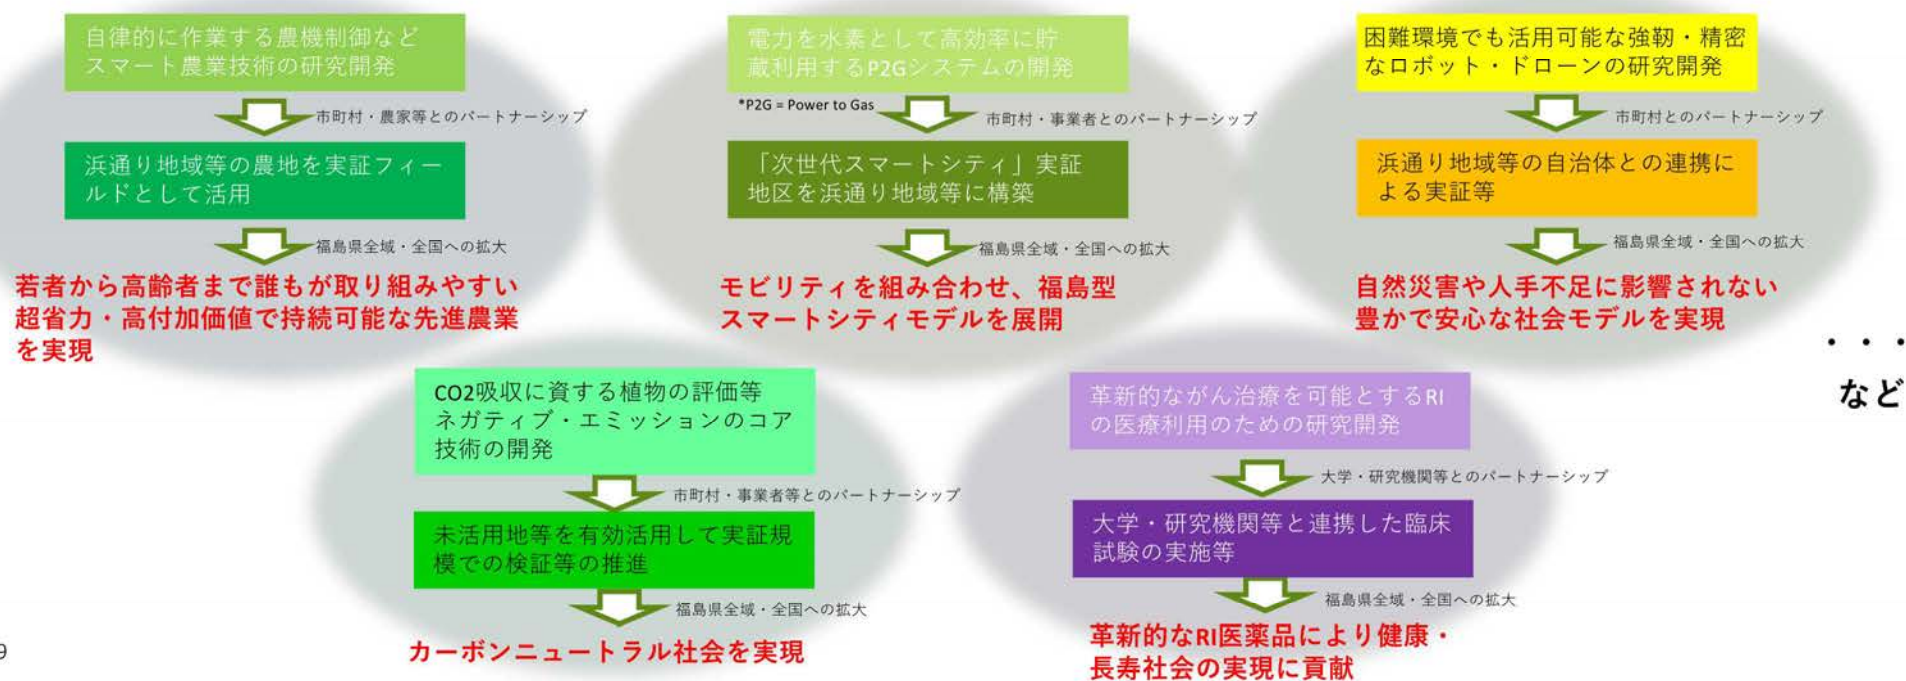 自律的に作業する農機制御など
スマート農業技術の研究開発
市町村・農家等とのパートナーシップ
浜通り地域等の農地を実証フィー
ルドとして活用
福島県全域・全国への拡大
若者から高齢者まで誰もが取り組みやすい
超省力・高付加価値で持続可能な先進農業
を実現
電力を水素として高効率に貯
蔵利用するP2Gシステムの開発
*P2G = Power to Gas
市町村・事業者とのパートナーシップ
「次世代スマートシティ」実証
地区を浜通り地域等に構築
福島県全域・全国への拡大
モビリティを組み合わせ、福島型
スマートシティモデルを展開
困難環境でも活用可能な強靭・精密
なロボット・ドローンの研究開発
市町村とのパートナーシップ
浜通り地域等の自治体との連携に
よる実証等
福島県全域・全国への拡大
自然災害や人手不足に影響されない
豊かで安心な社会モデルを実現
CO2吸収に資する植物の評価等
ネガティブ・エミッションのコア
技術の開発
市町村・事業者等とのパートナーシップ
未活用地等を有効活用して実証規
模での検証等の推進
福島県全域・全国への拡大
カーボンニュートラル社会を実現
革新的ながん治療を可能とするRI
の医療利用のための研究開発
大学・研究機関等とのパートナーシップ
大学・研究機関等と連携した臨床
試験の実施等
福島県全域・全国への拡大
革新的なRI医薬品により健康・
長寿社会の実現に貢献
・・・
など
9